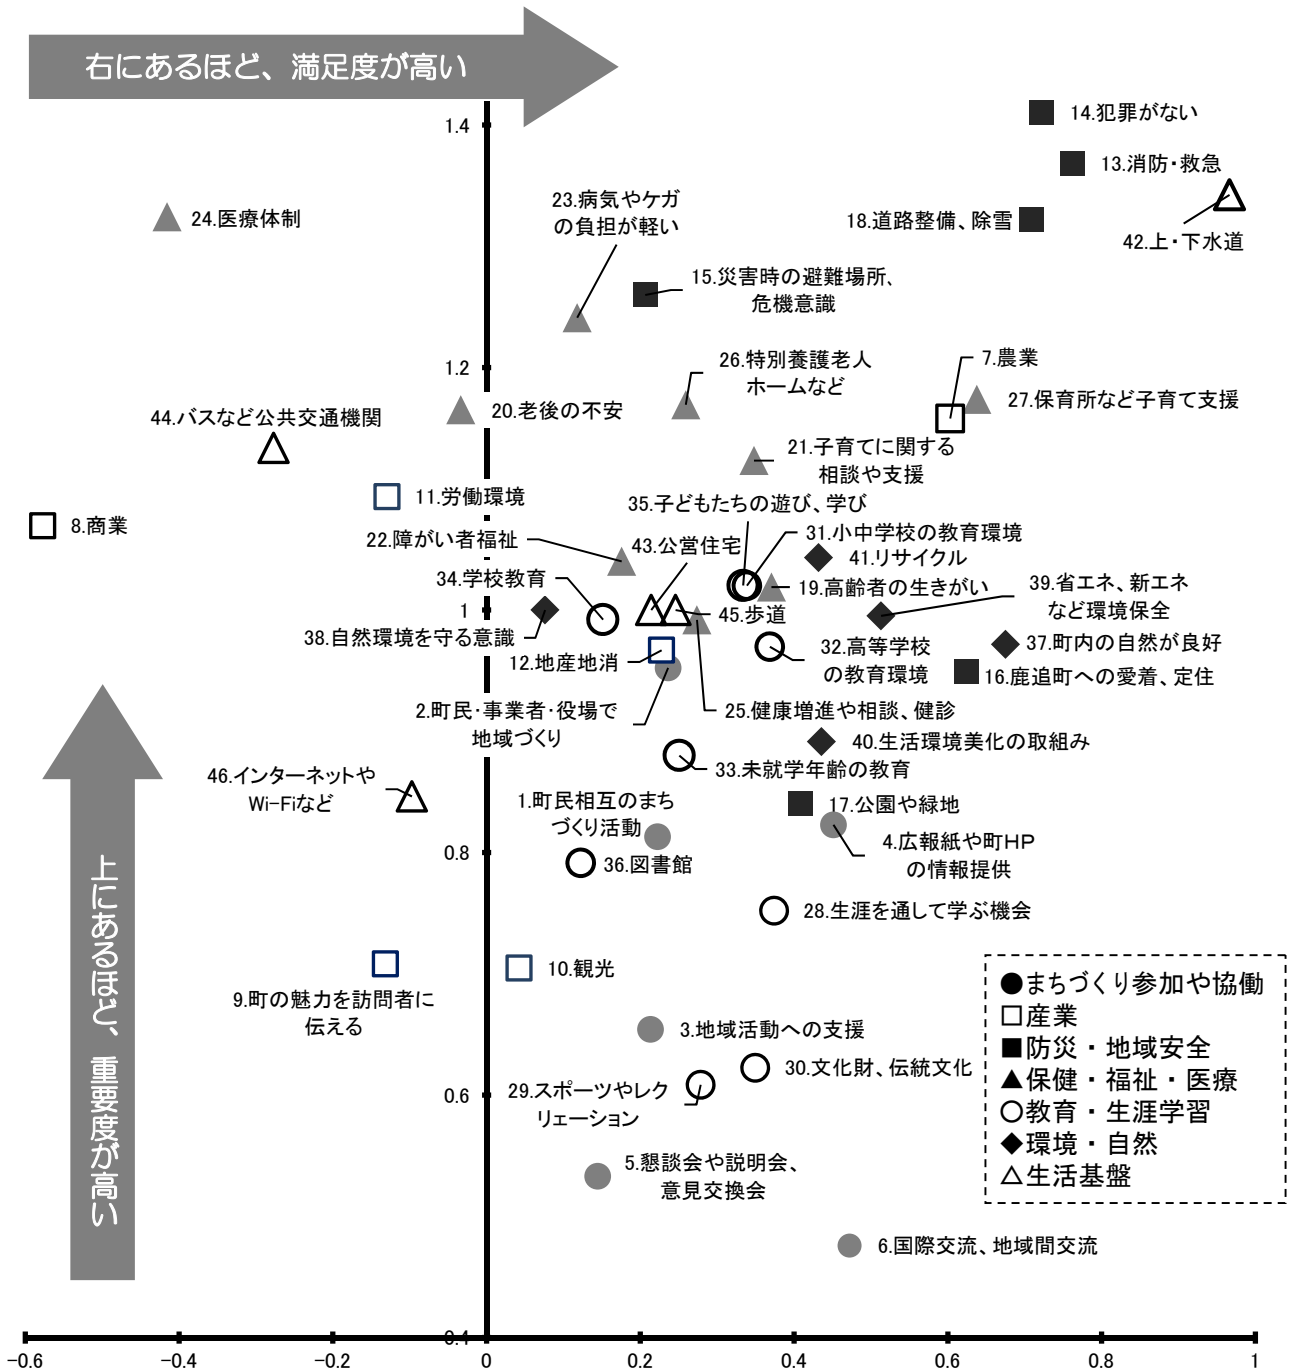 右にあるほど、満足度が高い
1.4
14.犯罪がない
13.消防・救急
23.病気やケガ
の負担が軽い
24.医療体制
18.道路整備、除雪
42.上・下水道
15.災害時の避難場所、
危機意識
1.2
26.特別養護老人
ホームなど
7.農業
27.保育所など子育て支援
44.バスなど公共交通機関
20.老後の不安
21.子育てに関する
相談や支援
11.労働環境
8.商業
35.子どもたちの遊び、学び
31.小中学校の教育環境
22.障がい者福祉
43.公営住宅
41.リサイクル
34.学校教育
19.高齢者の生きがい
39.省エネ、新エネ
など環境保全
1
45.歩道
38.自然環境を守る意識
12.地産地消
32.高等学校
の教育環境
37.町内の自然が良好
16.鹿追町への愛着、定住
2.町民・事業者・役場で
地域づくり
25.健康増進や相談、健診
40.生活環境美化の取組み
33.未就学年齢の教育
46.インターネットや
Wi-Fiなど
1.町民相互のまち
づくり活動
17.公園や緑地
4.広報紙や町HP
の情報提供
0.8
36.図書館
28.生涯を通して学ぶ機会
上にあるほど、重要度が高い
9.町の魅力を訪問者に
伝える
10.観光
3.地域活動への支援
30.文化財、伝統文化
29.スポーツやレク
リェーション
0.6
5.懇談会や説明会、
意見交換会
6.国際交流、地域間交流
●まちづくり参加や協働
□産業
■防災・地域安全
▲保健・福祉・医療
○教育・生涯学習
◆環境・自然
△生活基盤
0.4
-0.6
-0.4
-0.2
0
0.2
0.4
0.6
0.8
1